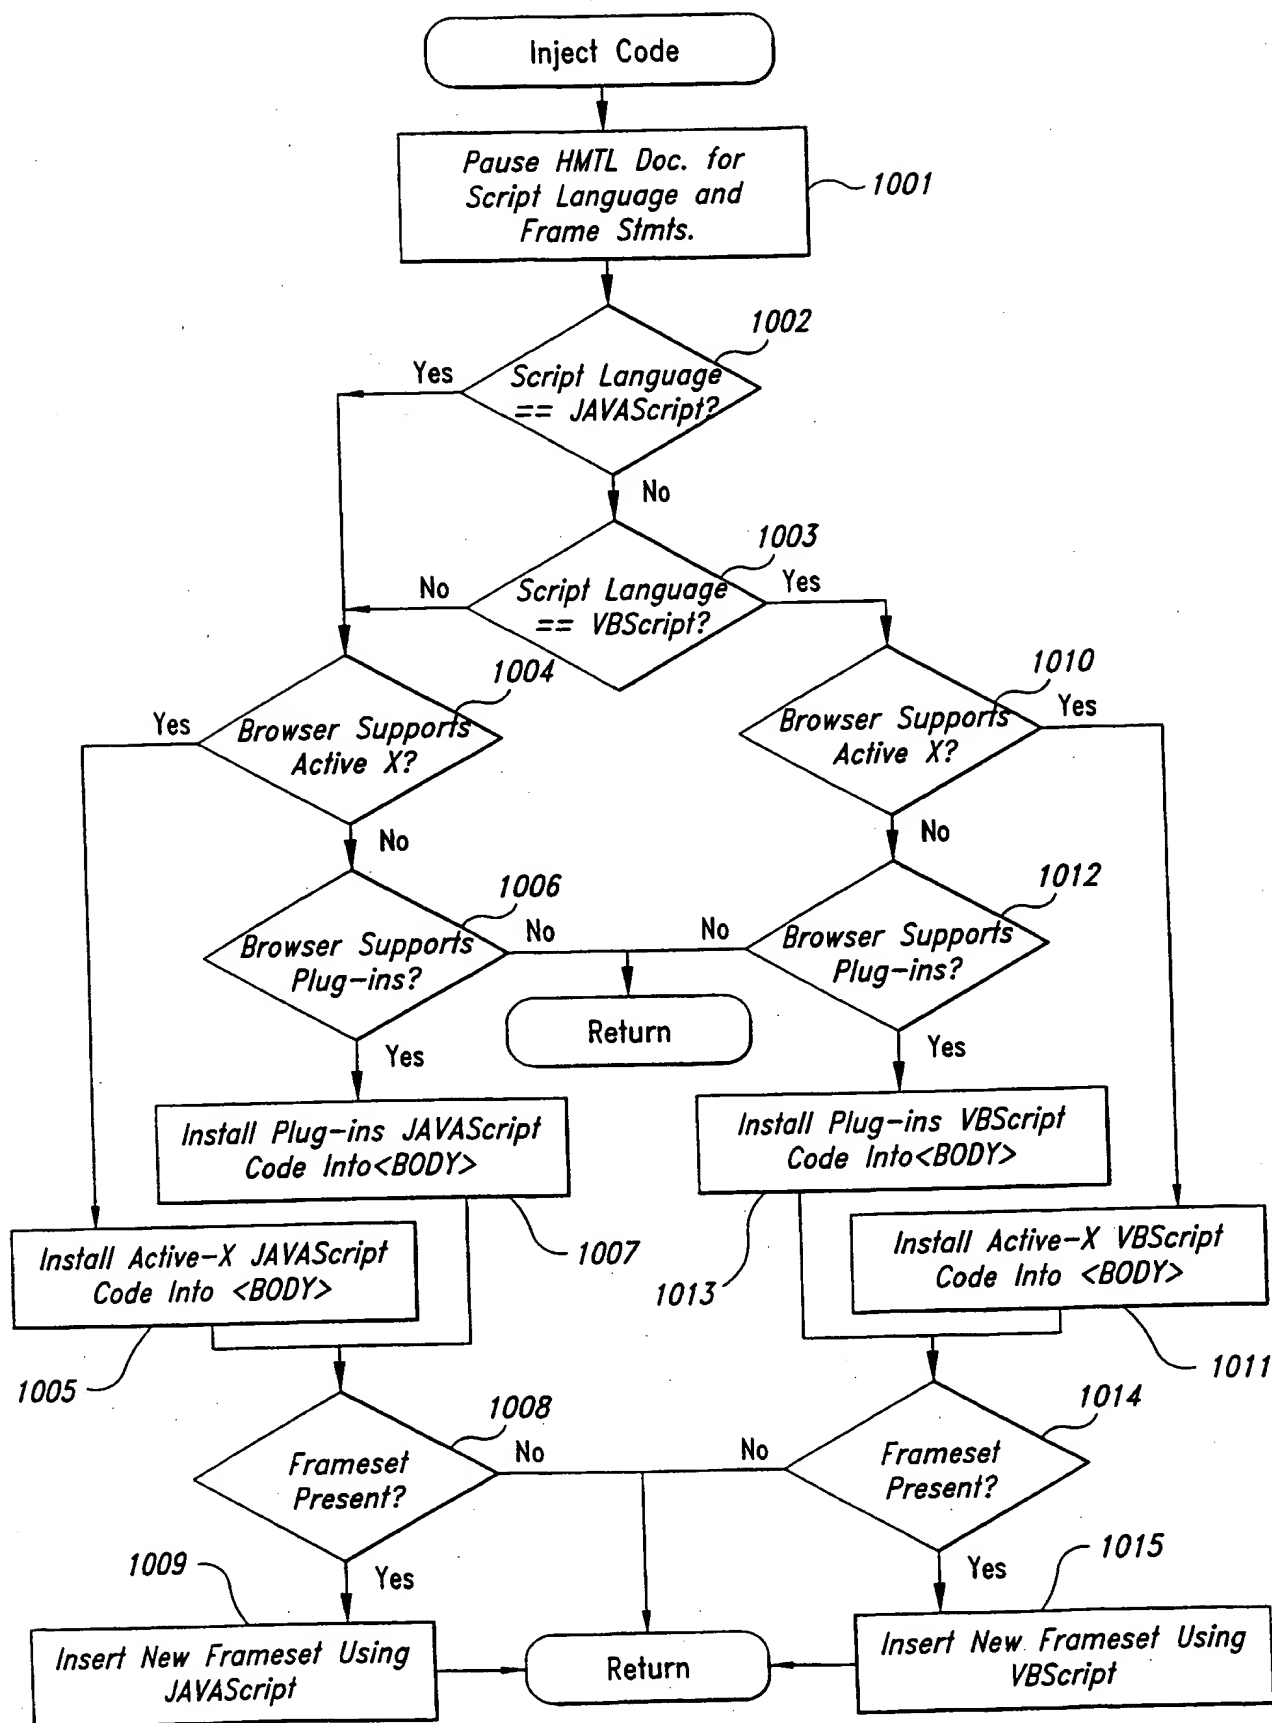 Inject Code
Pause HMTL Doc. for
Script Language and
Frame Stmts.
1001
1002
Yes
Script Language
== JAVAScript?
No
1003
No
Script Language
== VBScript?
Yes
1004
1010
Yes
Browser Supports
Active X?
Browser Supports
Active X?
Yes
No
No
1006
1012
Browser Supports
Plug-ins?
No
No
Browser Supports
Plug-ins?
Return
Yes
Yes
Install Plug-ins JAVAScript
Code Into<BODY>
Install Plug-ins VBScript
Code Into<BODY>
Install Active-X JAVAScript
Code Into <BODY>
1007
1013
Install Active-X VBScript
Code Into <BODY>
1005
1011
1008
1014
Frameset
Present?
No
No
Frameset
Present?
1009
Yes
Yes
1015
Insert New Frameset Using
JAVAScript
Return
Insert New Frameset Using
VBScript